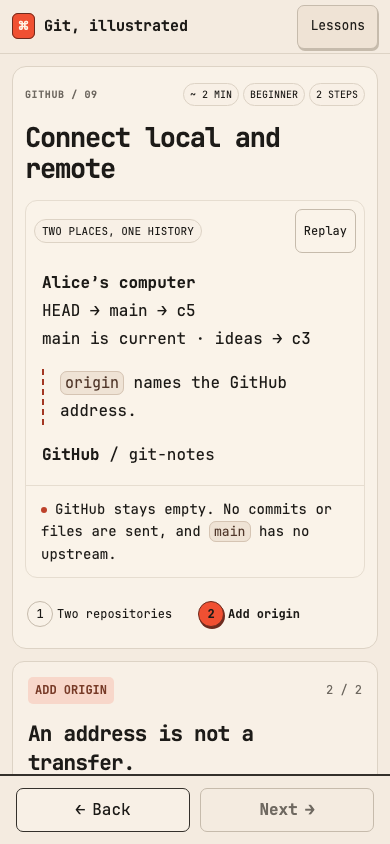 ⌘ Git, illustrated
Lessons
GITHUB / 09
~ 2 MIN
BEGINNER
2 STEPS
Connect local and
remote
TWO PLACES, ONE HISTORY
Replay
Alice’s computer
HEAD → main → c5
main is current · ideas → c3
origin names the GitHub
address.
GitHub / git-notes
GitHub stays empty. No commits or
files are sent, and main has no
upstream.
1 Two repositories
2 Add origin
ADD ORIGIN
2 / 2
An address is not a
transfer.
← Back
Next →